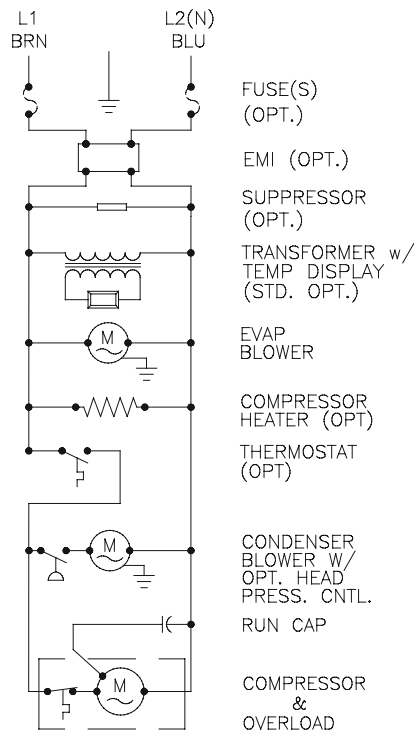 L1
L2(N)
BRN
BLU
FUSE(S)
(OPT.)
EMI (OPT.)
SUPPRESSOR
(OPT.)
TRANSFORMER w/
TEMP DISPLAY
(STD. OPT.)
M
EVAP
BLOWER
COMPRESSOR
HEATER (OPT)
THERMOSTAT
(OPT)
M
CONDENSER
BLOWER W/
OPT. HEAD
PRESS. CNTL.
RUN CAP
M
COMPRESSOR
&
OVERLOAD